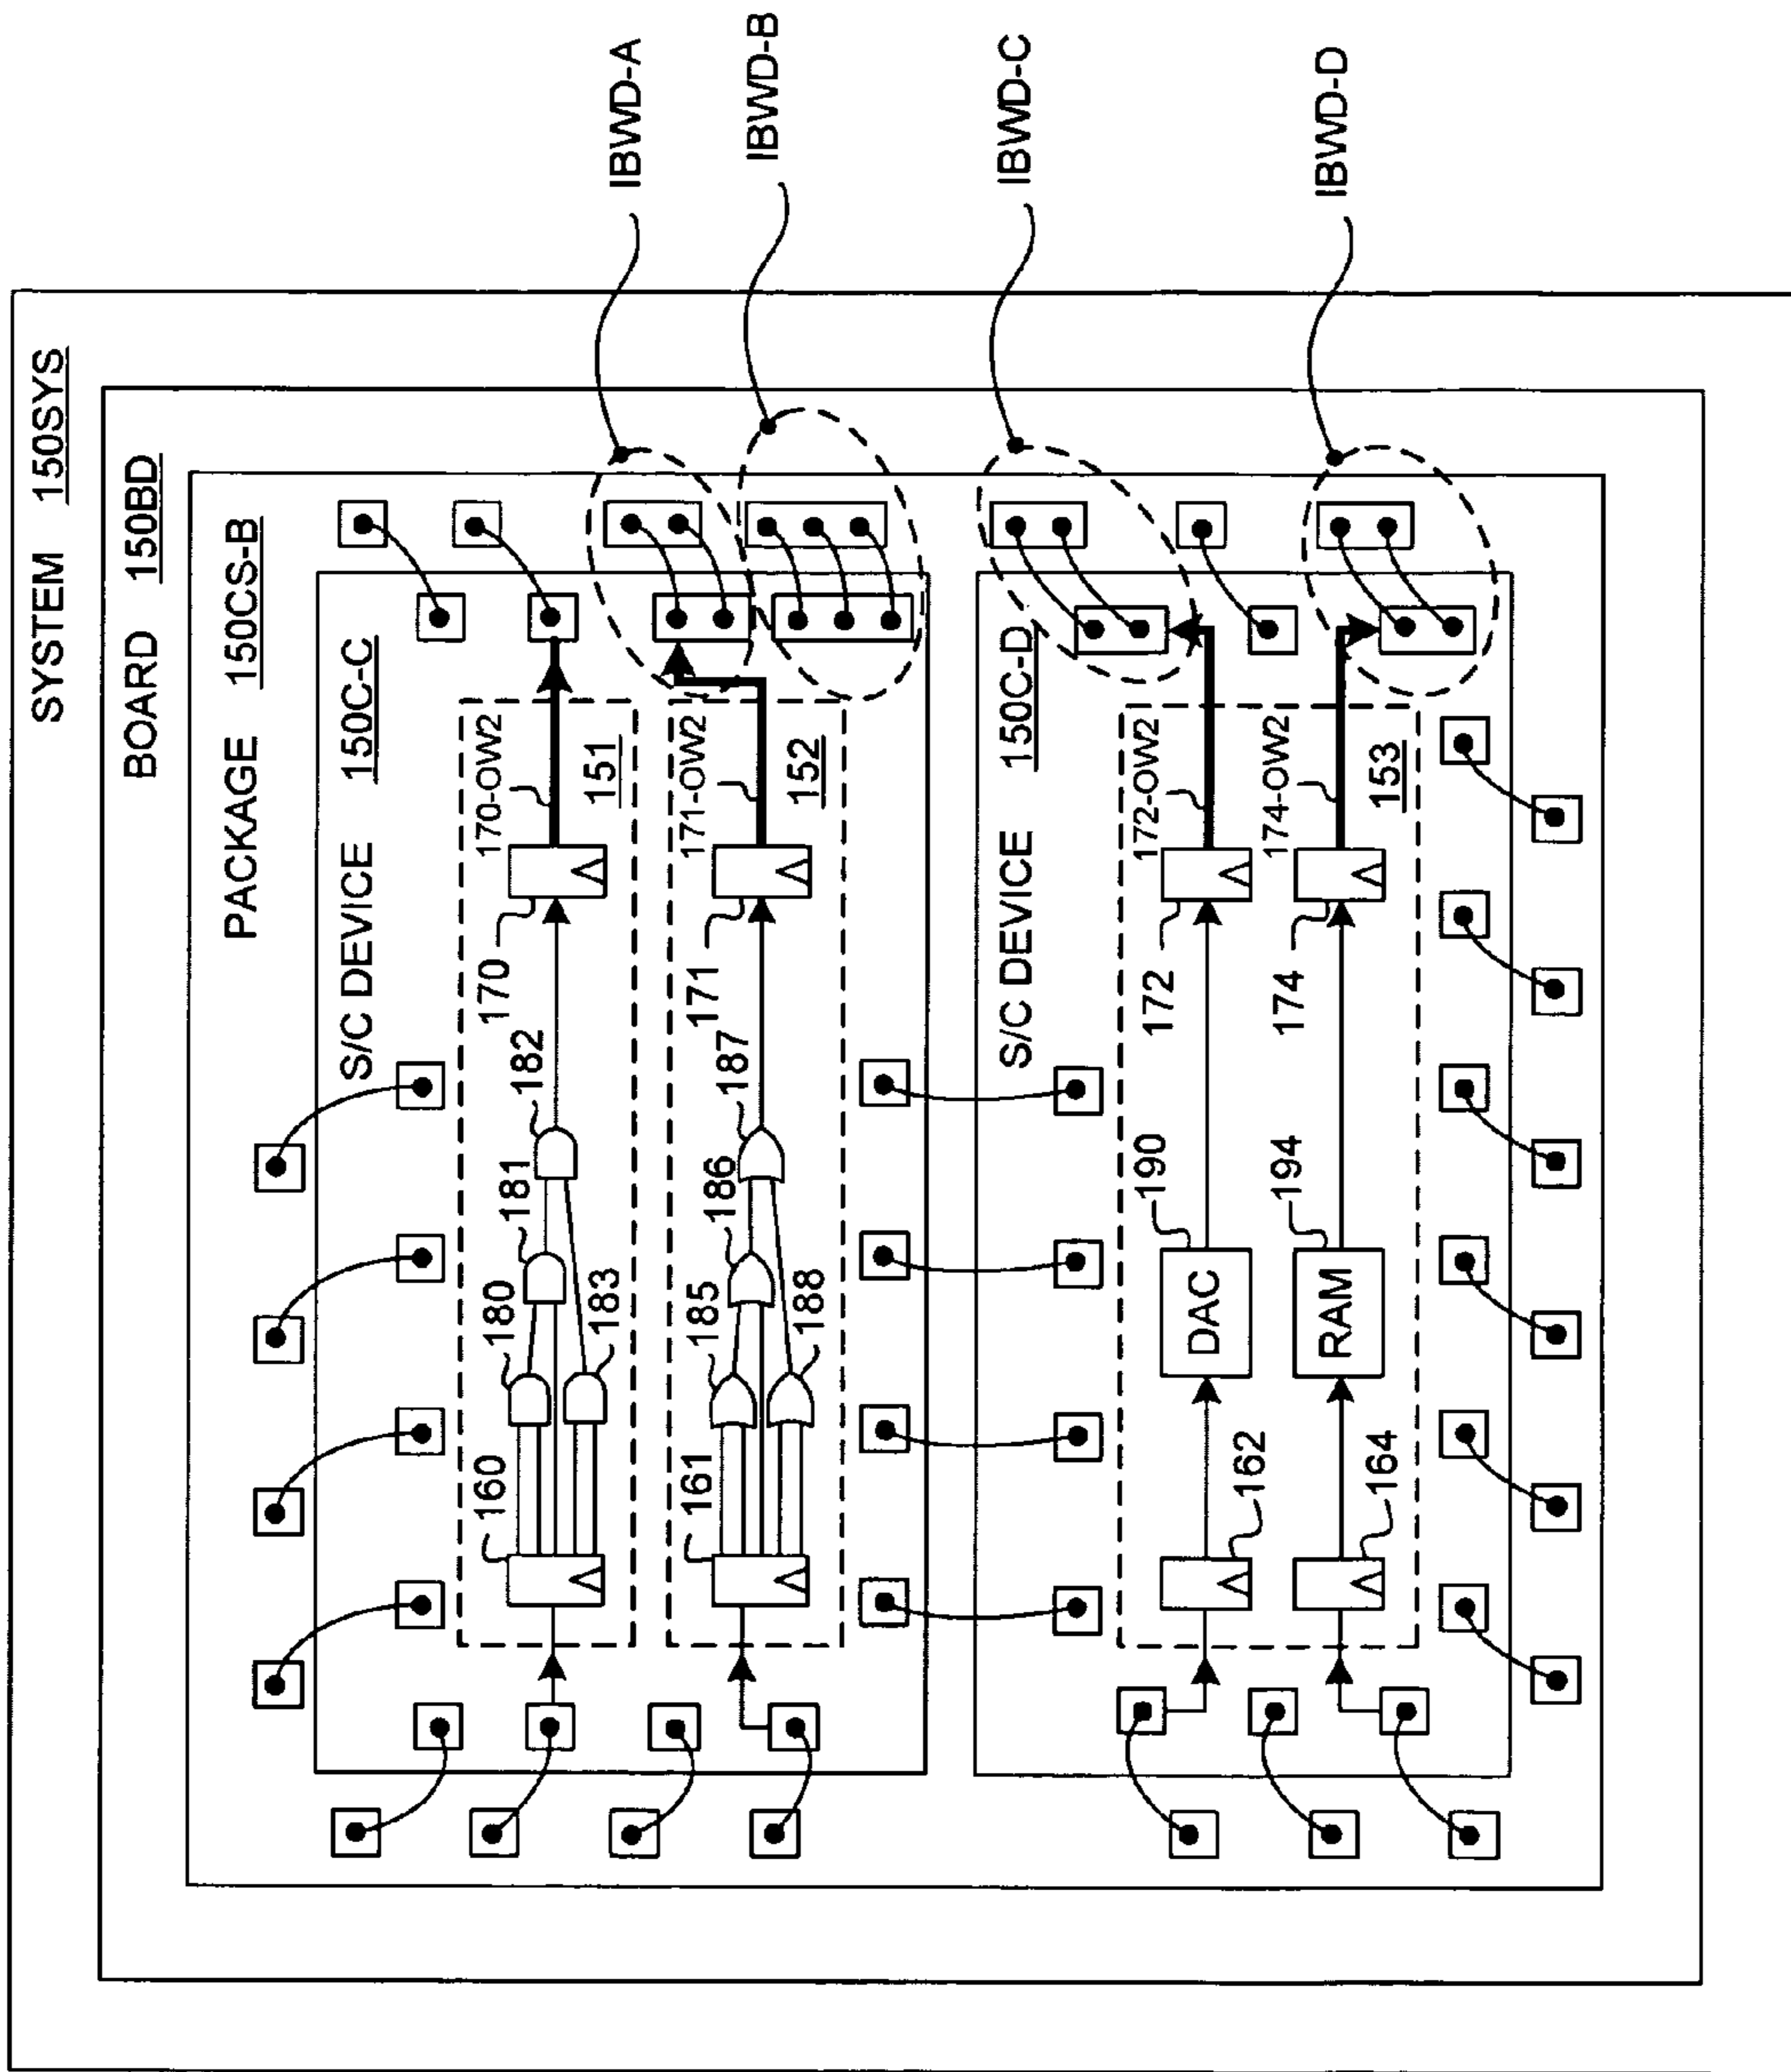 SYSTEM 150SYS
BOARD 150BD
PACKAGE 150CS-B
S/C DEVICE 150C-C
160
180
181
182
183
170
170-OW2
151
161
185
186
187
188
171
171-OW2
152
S/C DEVICE 150C-D
162
190
DAC
172
172-OW2
164
194
RAM
174
174-OW2
153
IBWD-A
IBWD-B
IBWD-C
IBWD-D